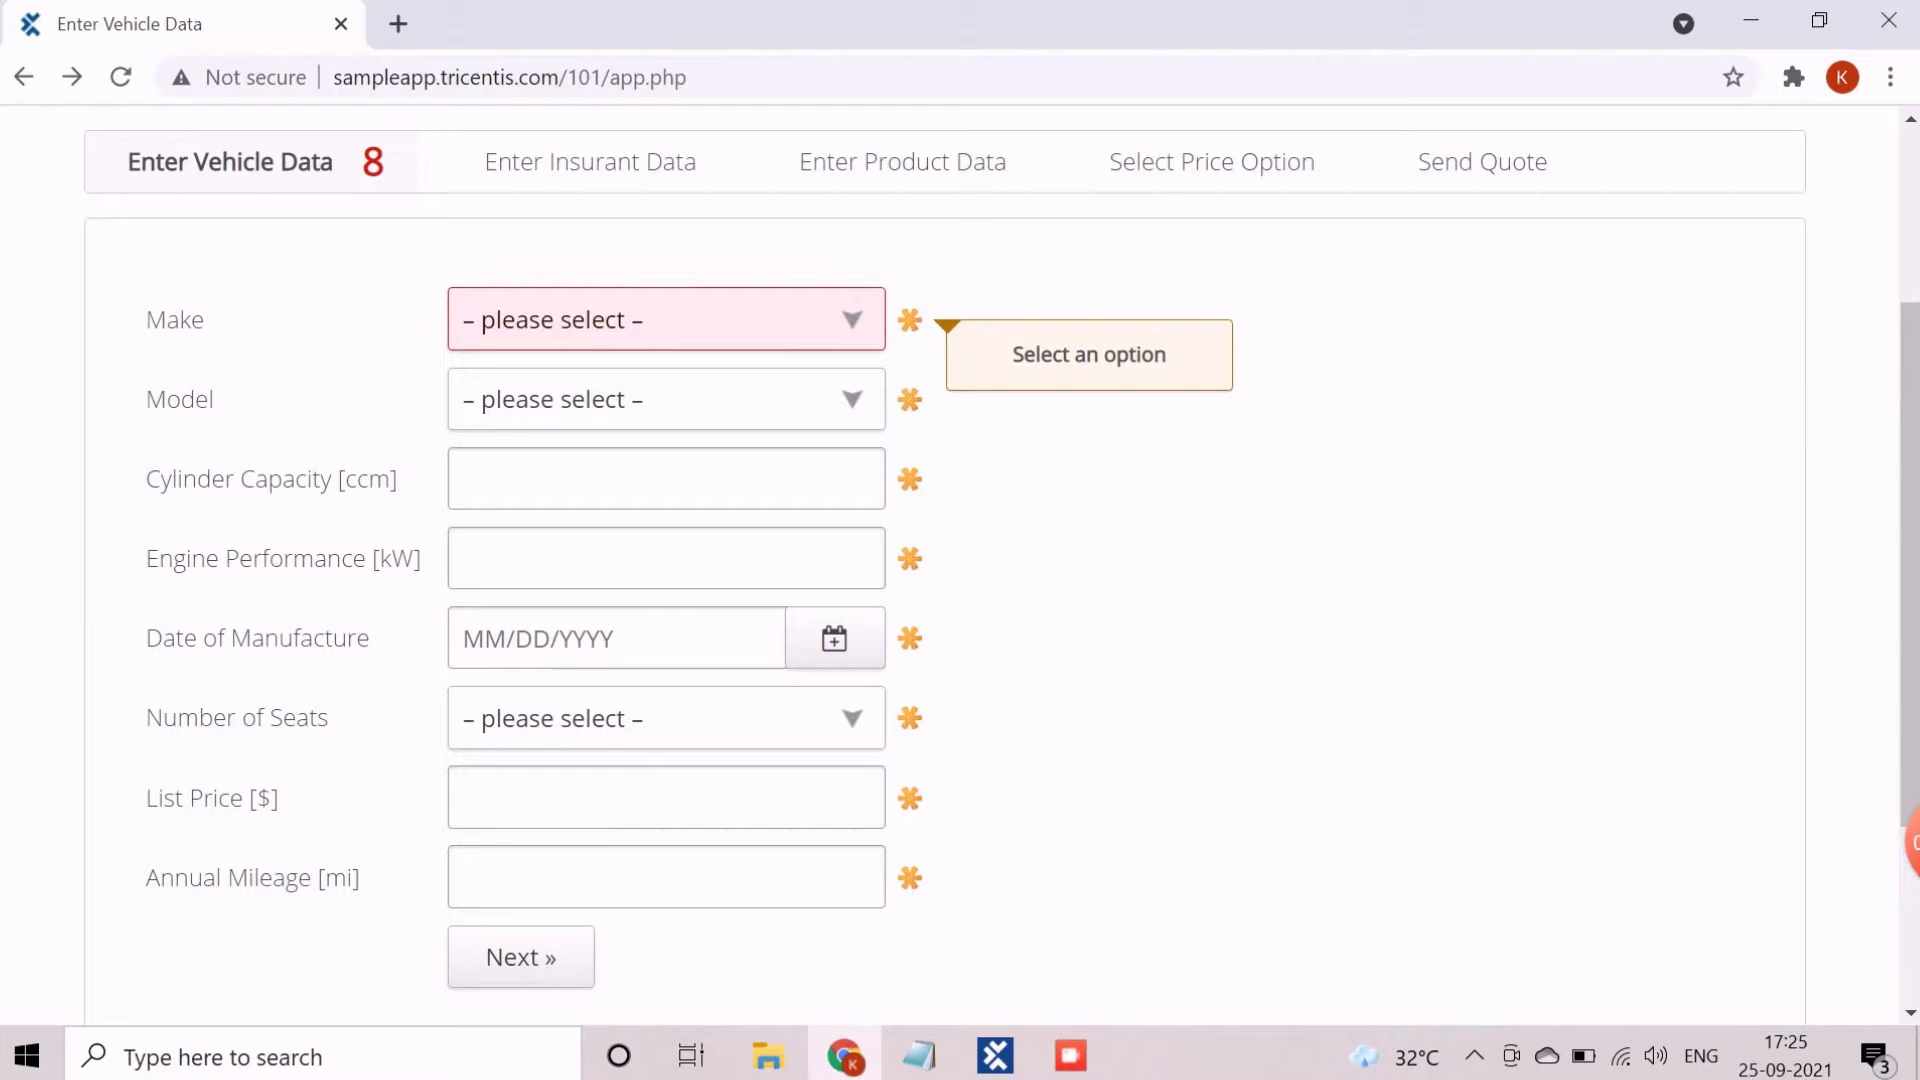 Enter Vehicle Data
Not secure
sampleapp.tricentis.com/101/app.php
K
Enter Vehicle Data 8 Enter Insurant Data Enter Product Data Select Price Option Send Quote
Make – please select –
Select an option
Model – please select –
Cylinder Capacity [ccm]
Engine Performance [kW]
Date of Manufacture MM/DD/YYYY
Number of Seats – please select –
List Price [$]
Annual Mileage [mi]
Next »
Type here to search
K
32°C
ENG
17:25
25-09-2021
3